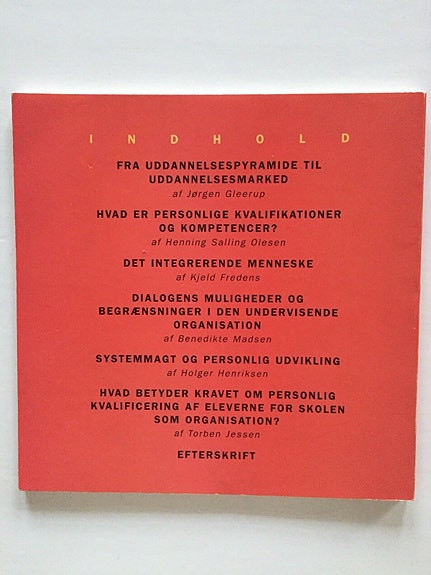 INDHOLD
FRA UDDANNELSESPYRAMIDE TIL
UDDANNELSESMARKED
af Jørgen Gleerup
HVAD ER PERSONLIGE KVALIFIKATIONER
OG KOMPETENCER?
af Henning Salling Olesen
DET INTEGRERENDE MENNESKE
af Kjeld Fredens
DIALOGENS MULIGHEDER OG
BEGRÆNSNINGER I DEN UNDERVISENDE
ORGANISATION
af Benedikte Madsen
SYSTEMMAGT OG PERSONLIG UDVIKLING
af Holger Henriksen
HVAD BETYDER KRAVET OM PERSONLIG
KVALIFICERING AF ELEVERNE FOR SKOLEN
SOM ORGANISATION?
af Torben Jessen
EFTERSKRIFT